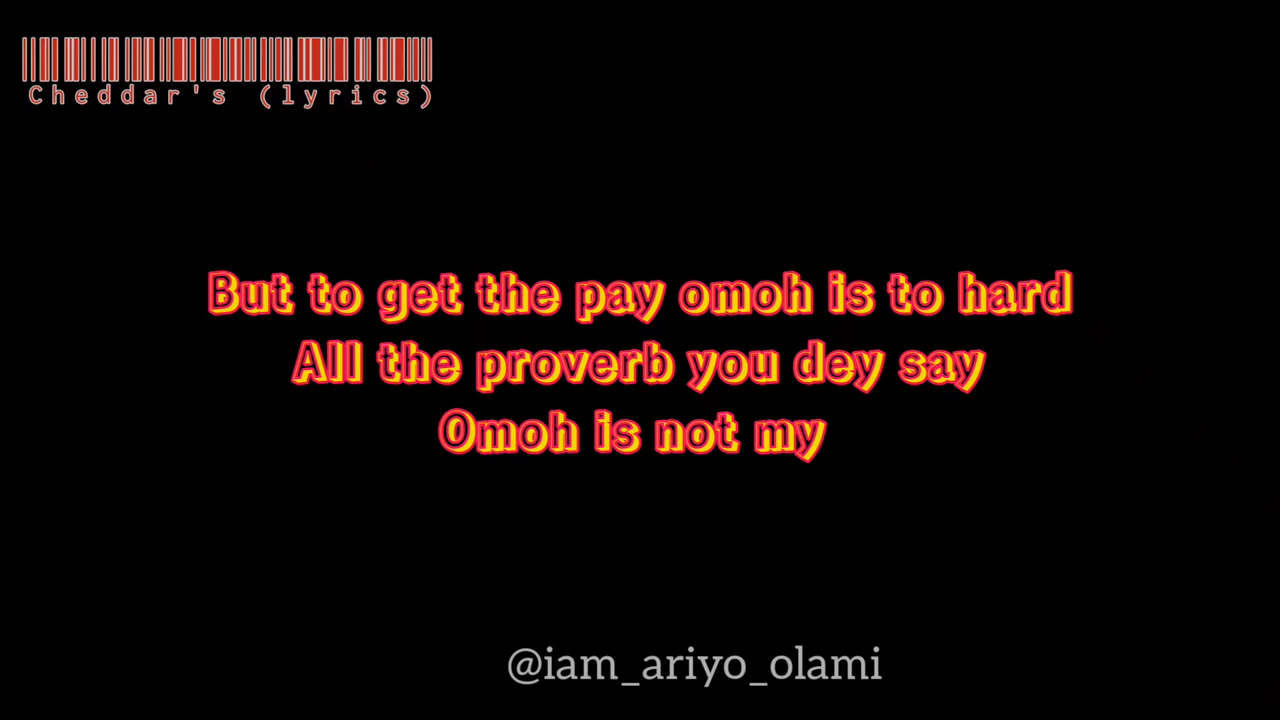 Cheddar's (lyrics)
But to get the pay omoh is to hard
All the proverb you dey say
Omoh is not my
@iam_ariyo_olami